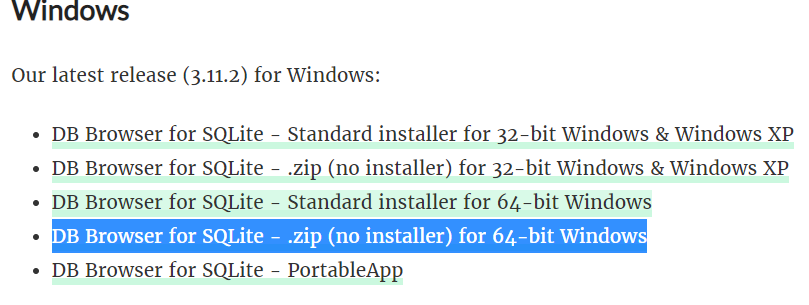 Windows
Our latest release (3.11.2) for Windows:
• DB Browser for SQLite - Standard installer for 32-bit Windows & Windows XP
• DB Browser for SQLite - .zip (no installer) for 32-bit Windows & Windows XP
• DB Browser for SQLite - Standard installer for 64-bit Windows
• DB Browser for SQLite - .zip (no installer) for 64-bit Windows
• DB Browser for SQLite - PortableApp